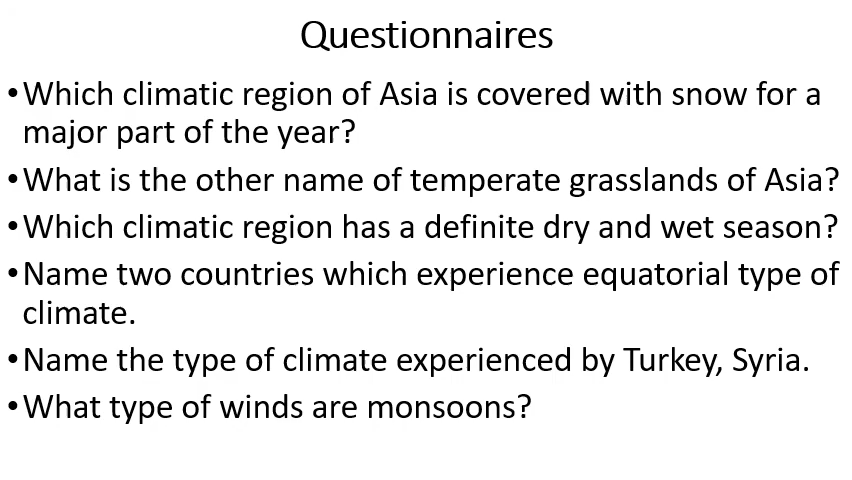 Questionnaires
•Which climatic region of Asia is covered with snow for a
major part of the year?
•What is the other name of temperate grasslands of Asia?
•Which climatic region has a definite dry and wet season?
•Name two countries which experience equatorial type of
climate.
•Name the type of climate experienced by Turkey, Syria.
•What type of winds are monsoons?